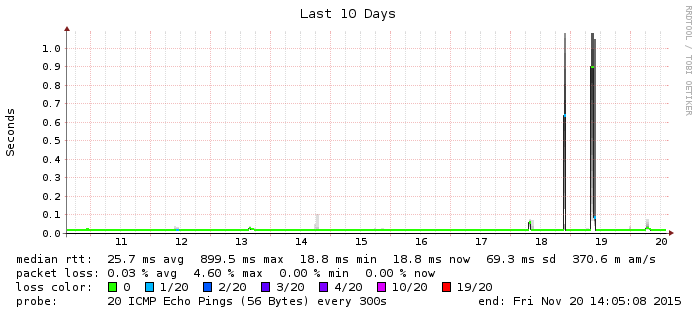 Last 10 Days
RRDTOOL / TOBI OETIKER
Seconds
1.0
0.9
0.8
0.7
0.6
0.5
0.4
0.3
0.2
0.1
0.0
11 12 13 14 15 16 17 18 19 20
median rtt: 25.7 ms avg 899.5 ms max 18.8 ms min 18.8 ms now 69.3 ms sd 370.6 m am/s
packet loss: 0.03 % avg 4.60 % max 0.00 % min 0.00 % now
loss color: 0 1/20 2/20 3/20 4/20 10/20 19/20
probe: 20 ICMP Echo Pings (56 Bytes) every 300s end: Fri Nov 20 14:05:08 2015